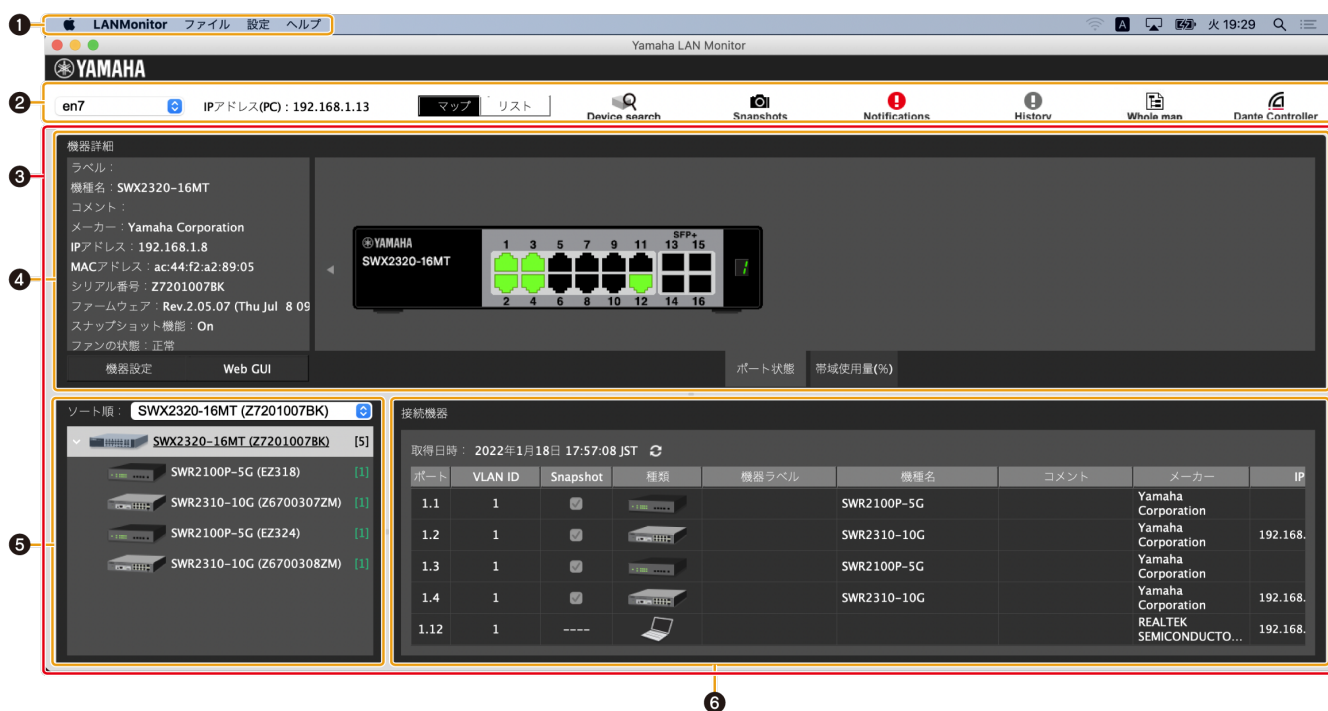 ❶
LANMonitor ファイル 設定 ヘルプ
A 火 19:29
Yamaha LAN Monitor
YAMAHA
❷
en7 IPアドレス(PC) : 192.168.1.13 マップ リスト Device search Snapshots Notifications History Whole map Dante Controller
❸
機器詳細
ラベル :
機種名 : SWX2320-16MT
コメント :
メーカー : Yamaha Corporation
IPアドレス : 192.168.1.8
MACアドレス : ac:44:f2:a2:89:05
シリアル番号 : Z7201007BK
ファームウェア : Rev.2.05.07 (Thu Jul 8 09
スナップショット機能 : On
ファンの状態 : 正常
❹
機器設定 Web GUI
YAMAHA
SWX2320-16MT
SFP+
1 3 5 7 9 11 13 15
2 4 6 8 10 12 14 16
1
ポート状態 帯域使用量(%)
❺
ソート順 : SWX2320-16MT (Z7201007BK)
SWX2320-16MT (Z7201007BK) [5]
SWR2100P-5G (EZ318) [1]
SWR2310-10G (Z6700307ZM) [1]
SWR2100P-5G (EZ324) [1]
SWR2310-10G (Z6700308ZM) [1]
接続機器
取得日時 : 2022年1月18日 17:57:08 JST
ポート VLAN ID Snapshot 種類 機器ラベル 機種名 コメント メーカー IP
1.1 1 SWR2100P-5G Yamaha Corporation
1.2 1 SWR2310-10G Yamaha Corporation 192.168.
1.3 1 SWR2100P-5G Yamaha Corporation
1.4 1 SWR2310-10G Yamaha Corporation 192.168.
1.12 1 ---- REALTEK SEMICONDUCTO... 192.168.
❻